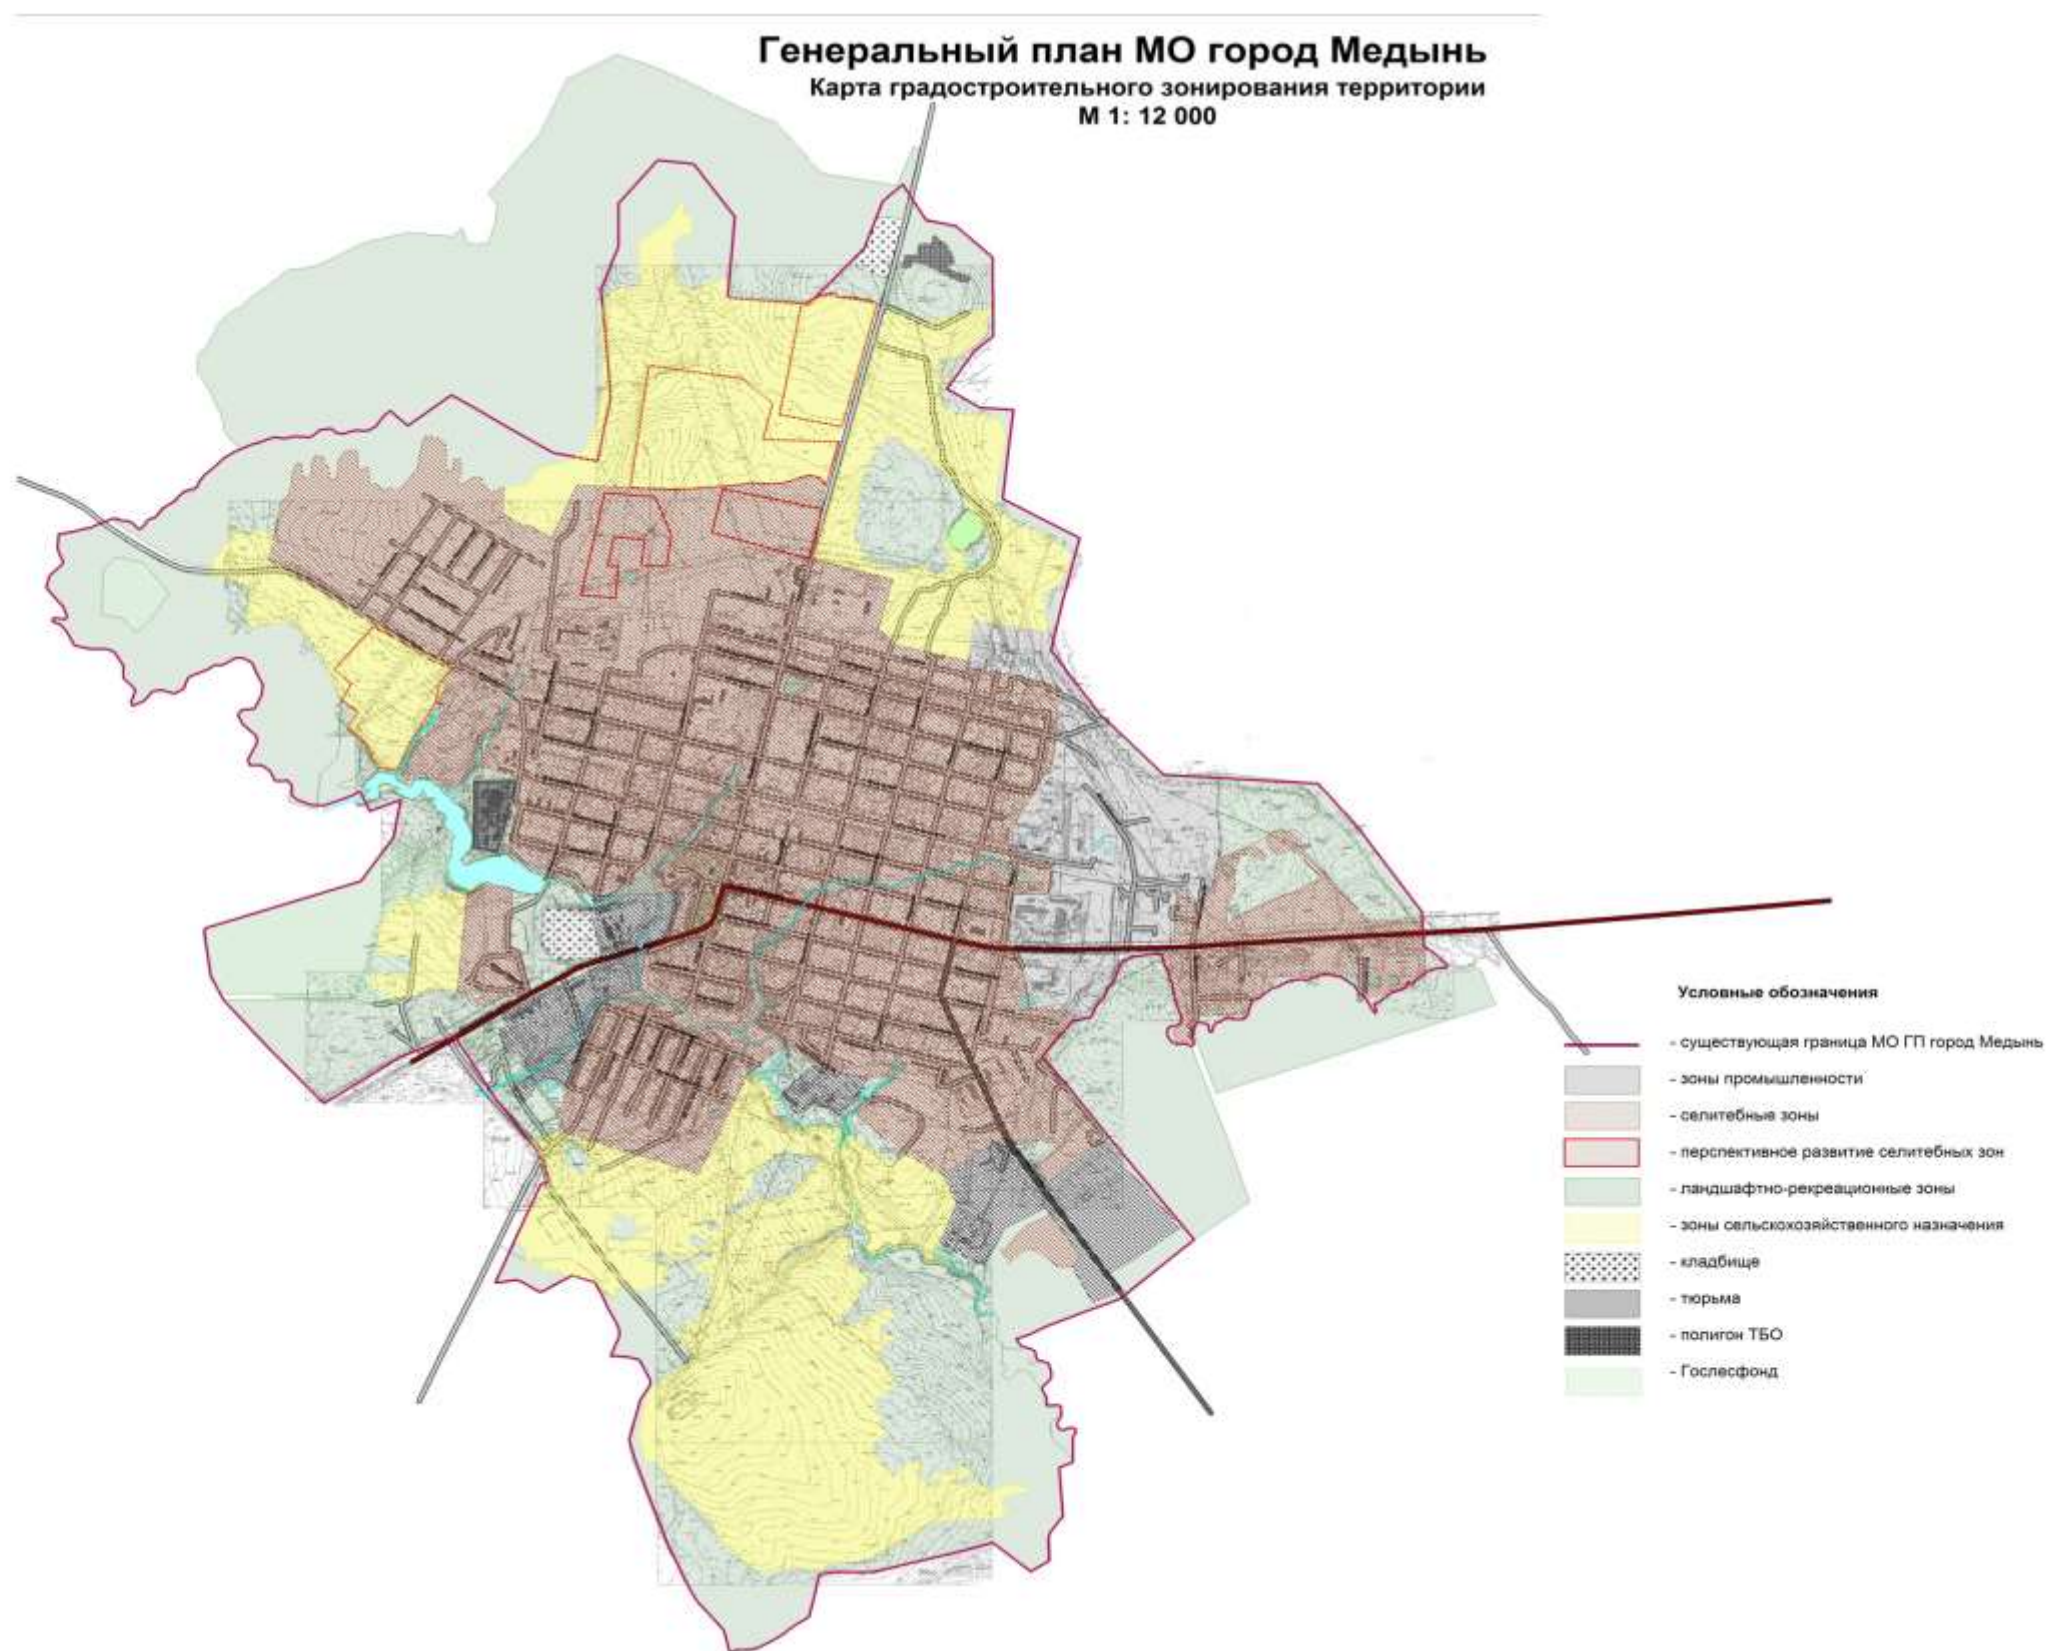 Генеральный план МО город Медынь
Карта градостроительного зонирования территории
М 1: 12 000
Условные обозначения
- существующая граница МО ГП город Медынь
- зоны промышленности
- селитебные зоны
- перспективное развитие селитебных зон
- ландшафтно-рекреационные зоны
- зоны сельскохозяйственного назначения
- кладбище
- тюрьма
- полигон ТБО
- Гослесфонд